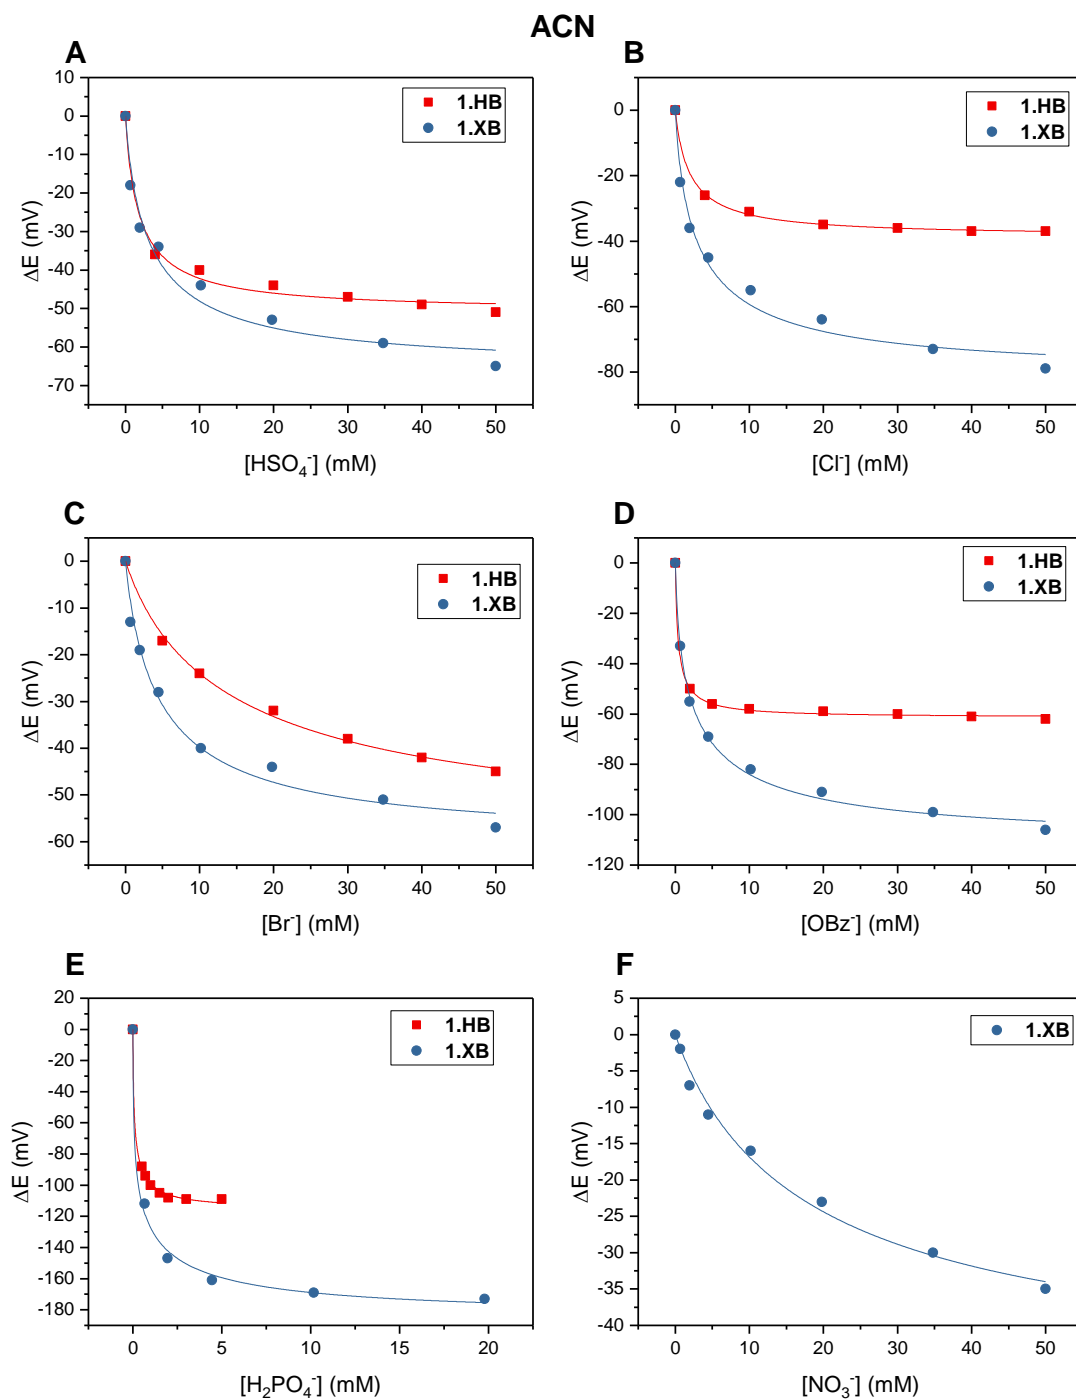 ACN
A
10
0
-10
-20
-30
-40
-50
-60
-70
ΔE (mV)
1.HB
1.XB
0 10 20 30 40 50
[HSO₄⁻] (mM)
B
0
-20
-40
-60
-80
ΔE (mV)
1.HB
1.XB
0 10 20 30 40 50
[Cl⁻] (mM)
C
0
-10
-20
-30
-40
-50
-60
ΔE (mV)
1.HB
1.XB
0 10 20 30 40 50
[Br⁻] (mM)
D
0
-20
-40
-60
-80
-100
-120
ΔE (mV)
1.HB
1.XB
0 10 20 30 40 50
[OBz⁻] (mM)
E
20
0
-20
-40
-60
-80
-100
-120
-140
-160
-180
ΔE (mV)
1.HB
1.XB
0 5 10 15 20
[H₂PO₄⁻] (mM)
F
5
0
-5
-10
-15
-20
-25
-30
-35
-40
ΔE (mV)
1.XB
0 10 20 30 40 50
[NO₃⁻] (mM)